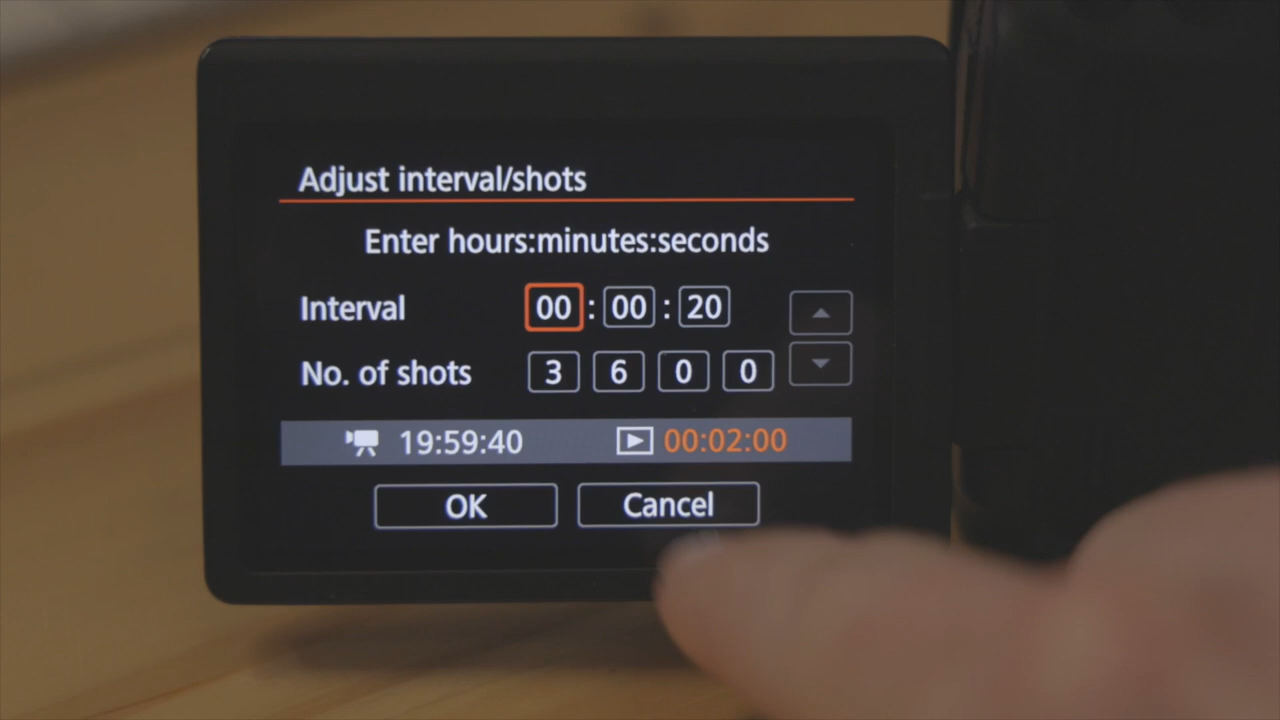 Adjust interval/shots
Enter hours:minutes:seconds
Interval 00 : 00 : 20
No. of shots 3 6 0 0
19:59:40 00:02:00
OK Cancel